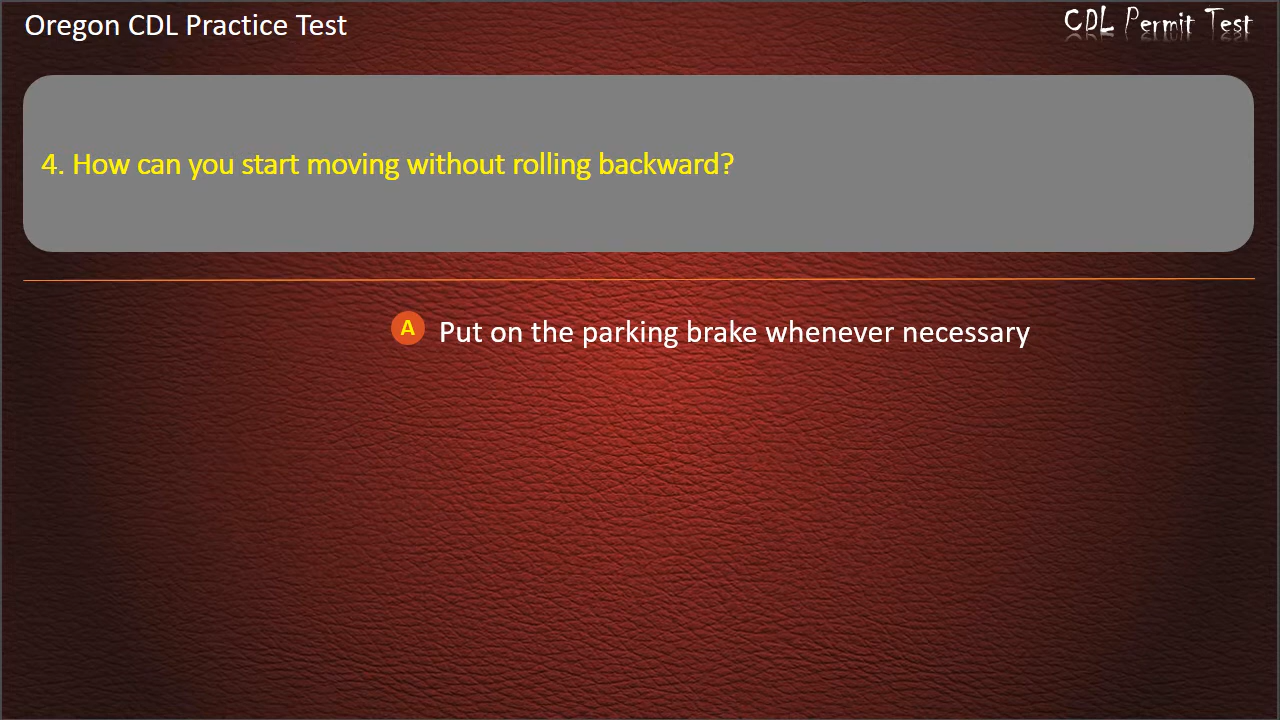 Oregon CDL Practice Test
CDL Permit Test
4. How can you start moving without rolling backward?
A Put on the parking brake whenever necessary